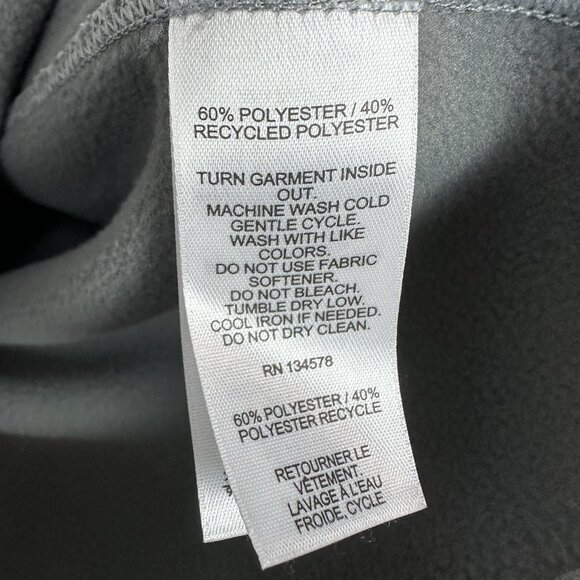 60% POLYESTER / 40%
RECYCLED POLYESTER
TURN GARMENT INSIDE
OUT.
MACHINE WASH COLD
GENTLE CYCLE.
WASH WITH LIKE
COLORS.
DO NOT USE FABRIC
SOFTENER.
DO NOT BLEACH.
TUMBLE DRY LOW.
COOL IRON IF NEEDED.
DO NOT DRY CLEAN.
RN 134578
60% POLYESTER / 40%
POLYESTER RECYCLE
RETOURNER LE
VÊTEMENT.
LAVAGE À L'EAU
FROIDE, CYCLE